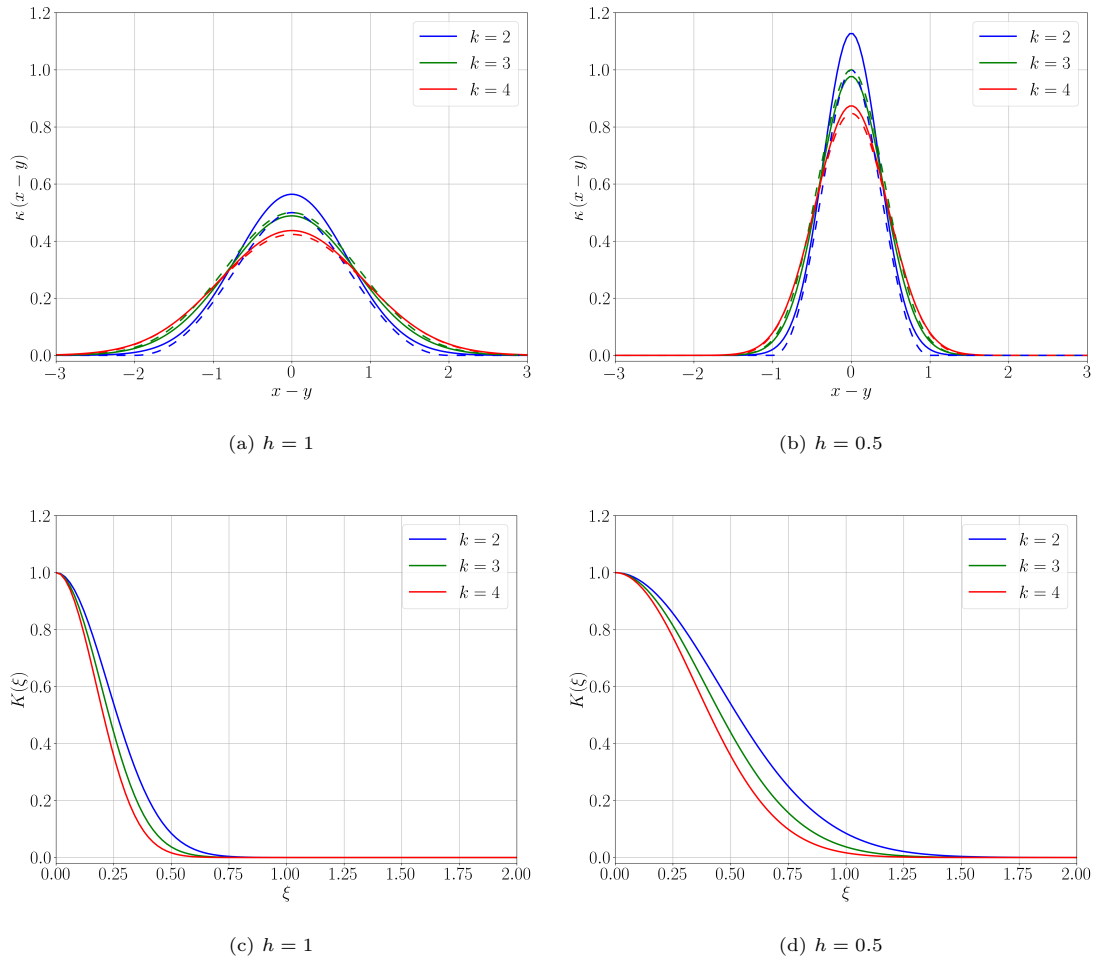 1.2
1.0
0.8
0.6
0.4
0.2
0.0
κ (x − y)
−3
−2
−1
0
1
2
3
x − y
k = 2
k = 3
k = 4
(a) h = 1
1.2
1.0
0.8
0.6
0.4
0.2
0.0
κ (x − y)
−3
−2
−1
0
1
2
3
x − y
k = 2
k = 3
k = 4
(b) h = 0.5
1.2
1.0
0.8
0.6
0.4
0.2
0.0
K(ξ)
0.00
0.25
0.50
0.75
1.00
1.25
1.50
1.75
2.00
ξ
k = 2
k = 3
k = 4
(c) h = 1
1.2
1.0
0.8
0.6
0.4
0.2
0.0
K(ξ)
0.00
0.25
0.50
0.75
1.00
1.25
1.50
1.75
2.00
ξ
k = 2
k = 3
k = 4
(d) h = 0.5